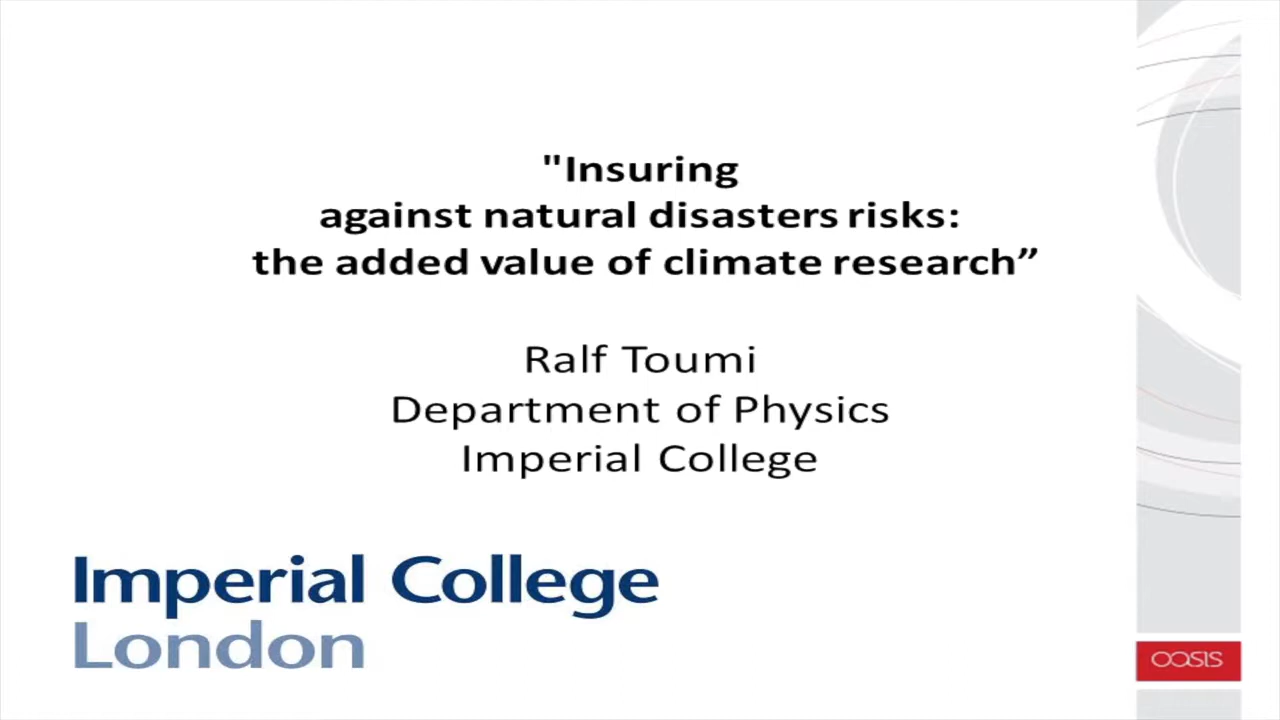 "Insuring
against natural disasters risks:
the added value of climate research”
Ralf Toumi
Department of Physics
Imperial College
Imperial College
London
OASIS